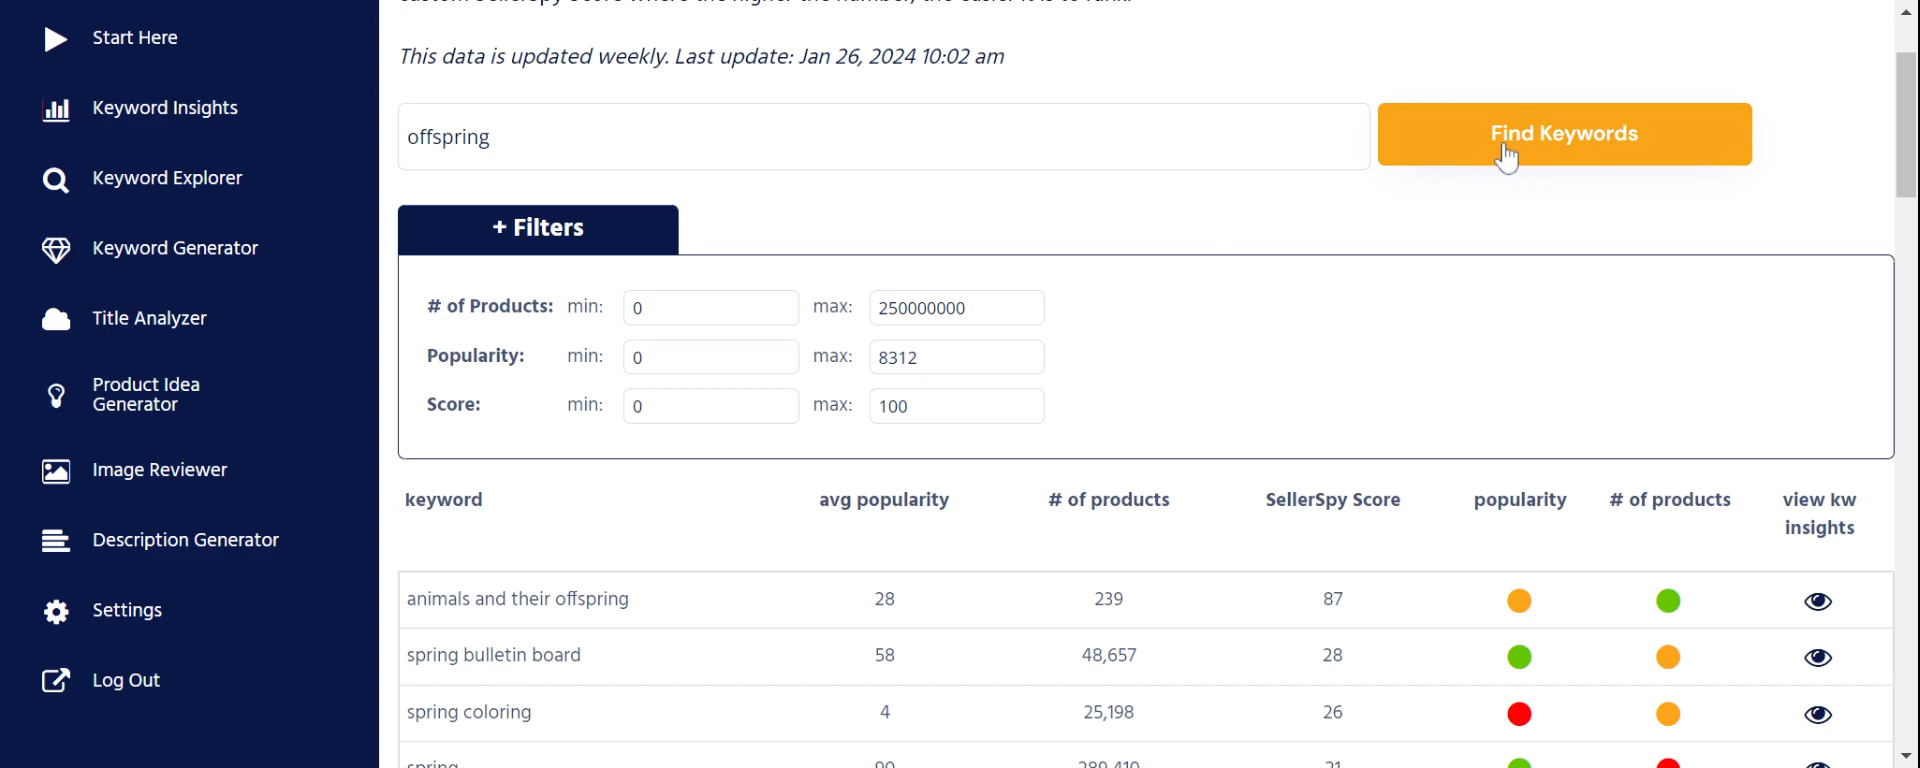 Start Here
Keyword Insights
Keyword Explorer
Keyword Generator
Title Analyzer
Product Idea
Generator
Image Reviewer
Description Generator
Settings
Log Out
This data is updated weekly. Last update: Jan 26, 2024 10:02 am
offspring
Find Keywords
+ Filters
# of Products: min: 0 max: 250000000
Popularity: min: 0 max: 8312
Score: min: 0 max: 100
keyword avg popularity # of products SellerSpy Score popularity # of products view kw
insights
animals and their offspring 28 239 87
spring bulletin board 58 48,657 28
spring coloring 4 25,198 26